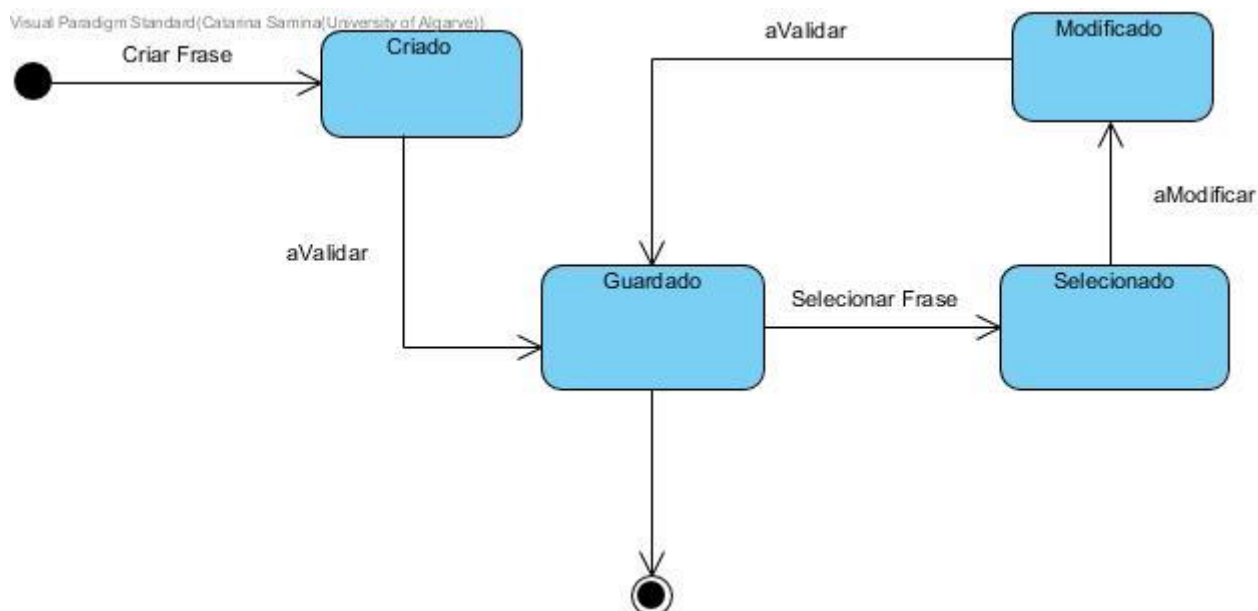 Visual Paradigm Standard(Catarina Samina(University of Algarve))
Criar Frase
Criado
aValidar
Modificado
aModificar
aValidar
Guardado
Selecionar Frase
Selecionado